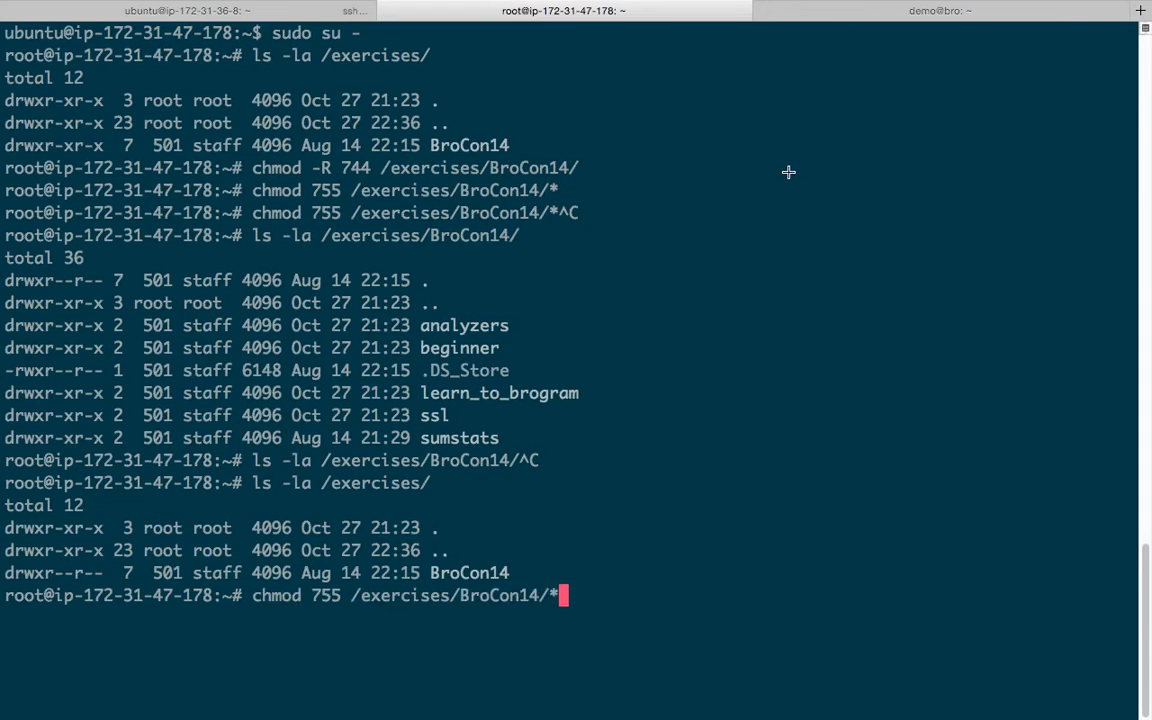 ubuntu@ip-172-31-36-8: ~ ssh... root@ip-172-31-47-178: ~ demo@bro: ~ +
ubuntu@ip-172-31-47-178:~$ sudo su -
root@ip-172-31-47-178:~# ls -la /exercises/
total 12
drwxr-xr-x  3 root root  4096 Oct 27 21:23 .
drwxr-xr-x 23 root root  4096 Oct 27 22:36 ..
drwxr-xr-x  7  501 staff 4096 Aug 14 22:15 BroCon14
root@ip-172-31-47-178:~# chmod -R 744 /exercises/BroCon14/
root@ip-172-31-47-178:~# chmod 755 /exercises/BroCon14/*
root@ip-172-31-47-178:~# chmod 755 /exercises/BroCon14/*^C
root@ip-172-31-47-178:~# ls -la /exercises/BroCon14/
total 36
drwxr--r-- 7  501 staff 4096 Aug 14 22:15 .
drwxr-xr-x 3 root root  4096 Oct 27 21:23 ..
drwxr-xr-x 2  501 staff 4096 Oct 27 21:23 analyzers
drwxr-xr-x 2  501 staff 4096 Oct 27 21:23 beginner
-rwxr--r-- 1  501 staff 6148 Aug 14 22:15 .DS_Store
drwxr-xr-x 2  501 staff 4096 Oct 27 21:23 learn_to_brogram
drwxr-xr-x 2  501 staff 4096 Oct 27 21:23 ssl
drwxr-xr-x 2  501 staff 4096 Aug 14 21:29 sumstats
root@ip-172-31-47-178:~# ls -la /exercises/BroCon14/^C
root@ip-172-31-47-178:~# ls -la /exercises/
total 12
drwxr-xr-x  3 root root  4096 Oct 27 21:23 .
drwxr-xr-x 23 root root  4096 Oct 27 22:36 ..
drwxr--r--  7  501 staff 4096 Aug 14 22:15 BroCon14
root@ip-172-31-47-178:~# chmod 755 /exercises/BroCon14/*